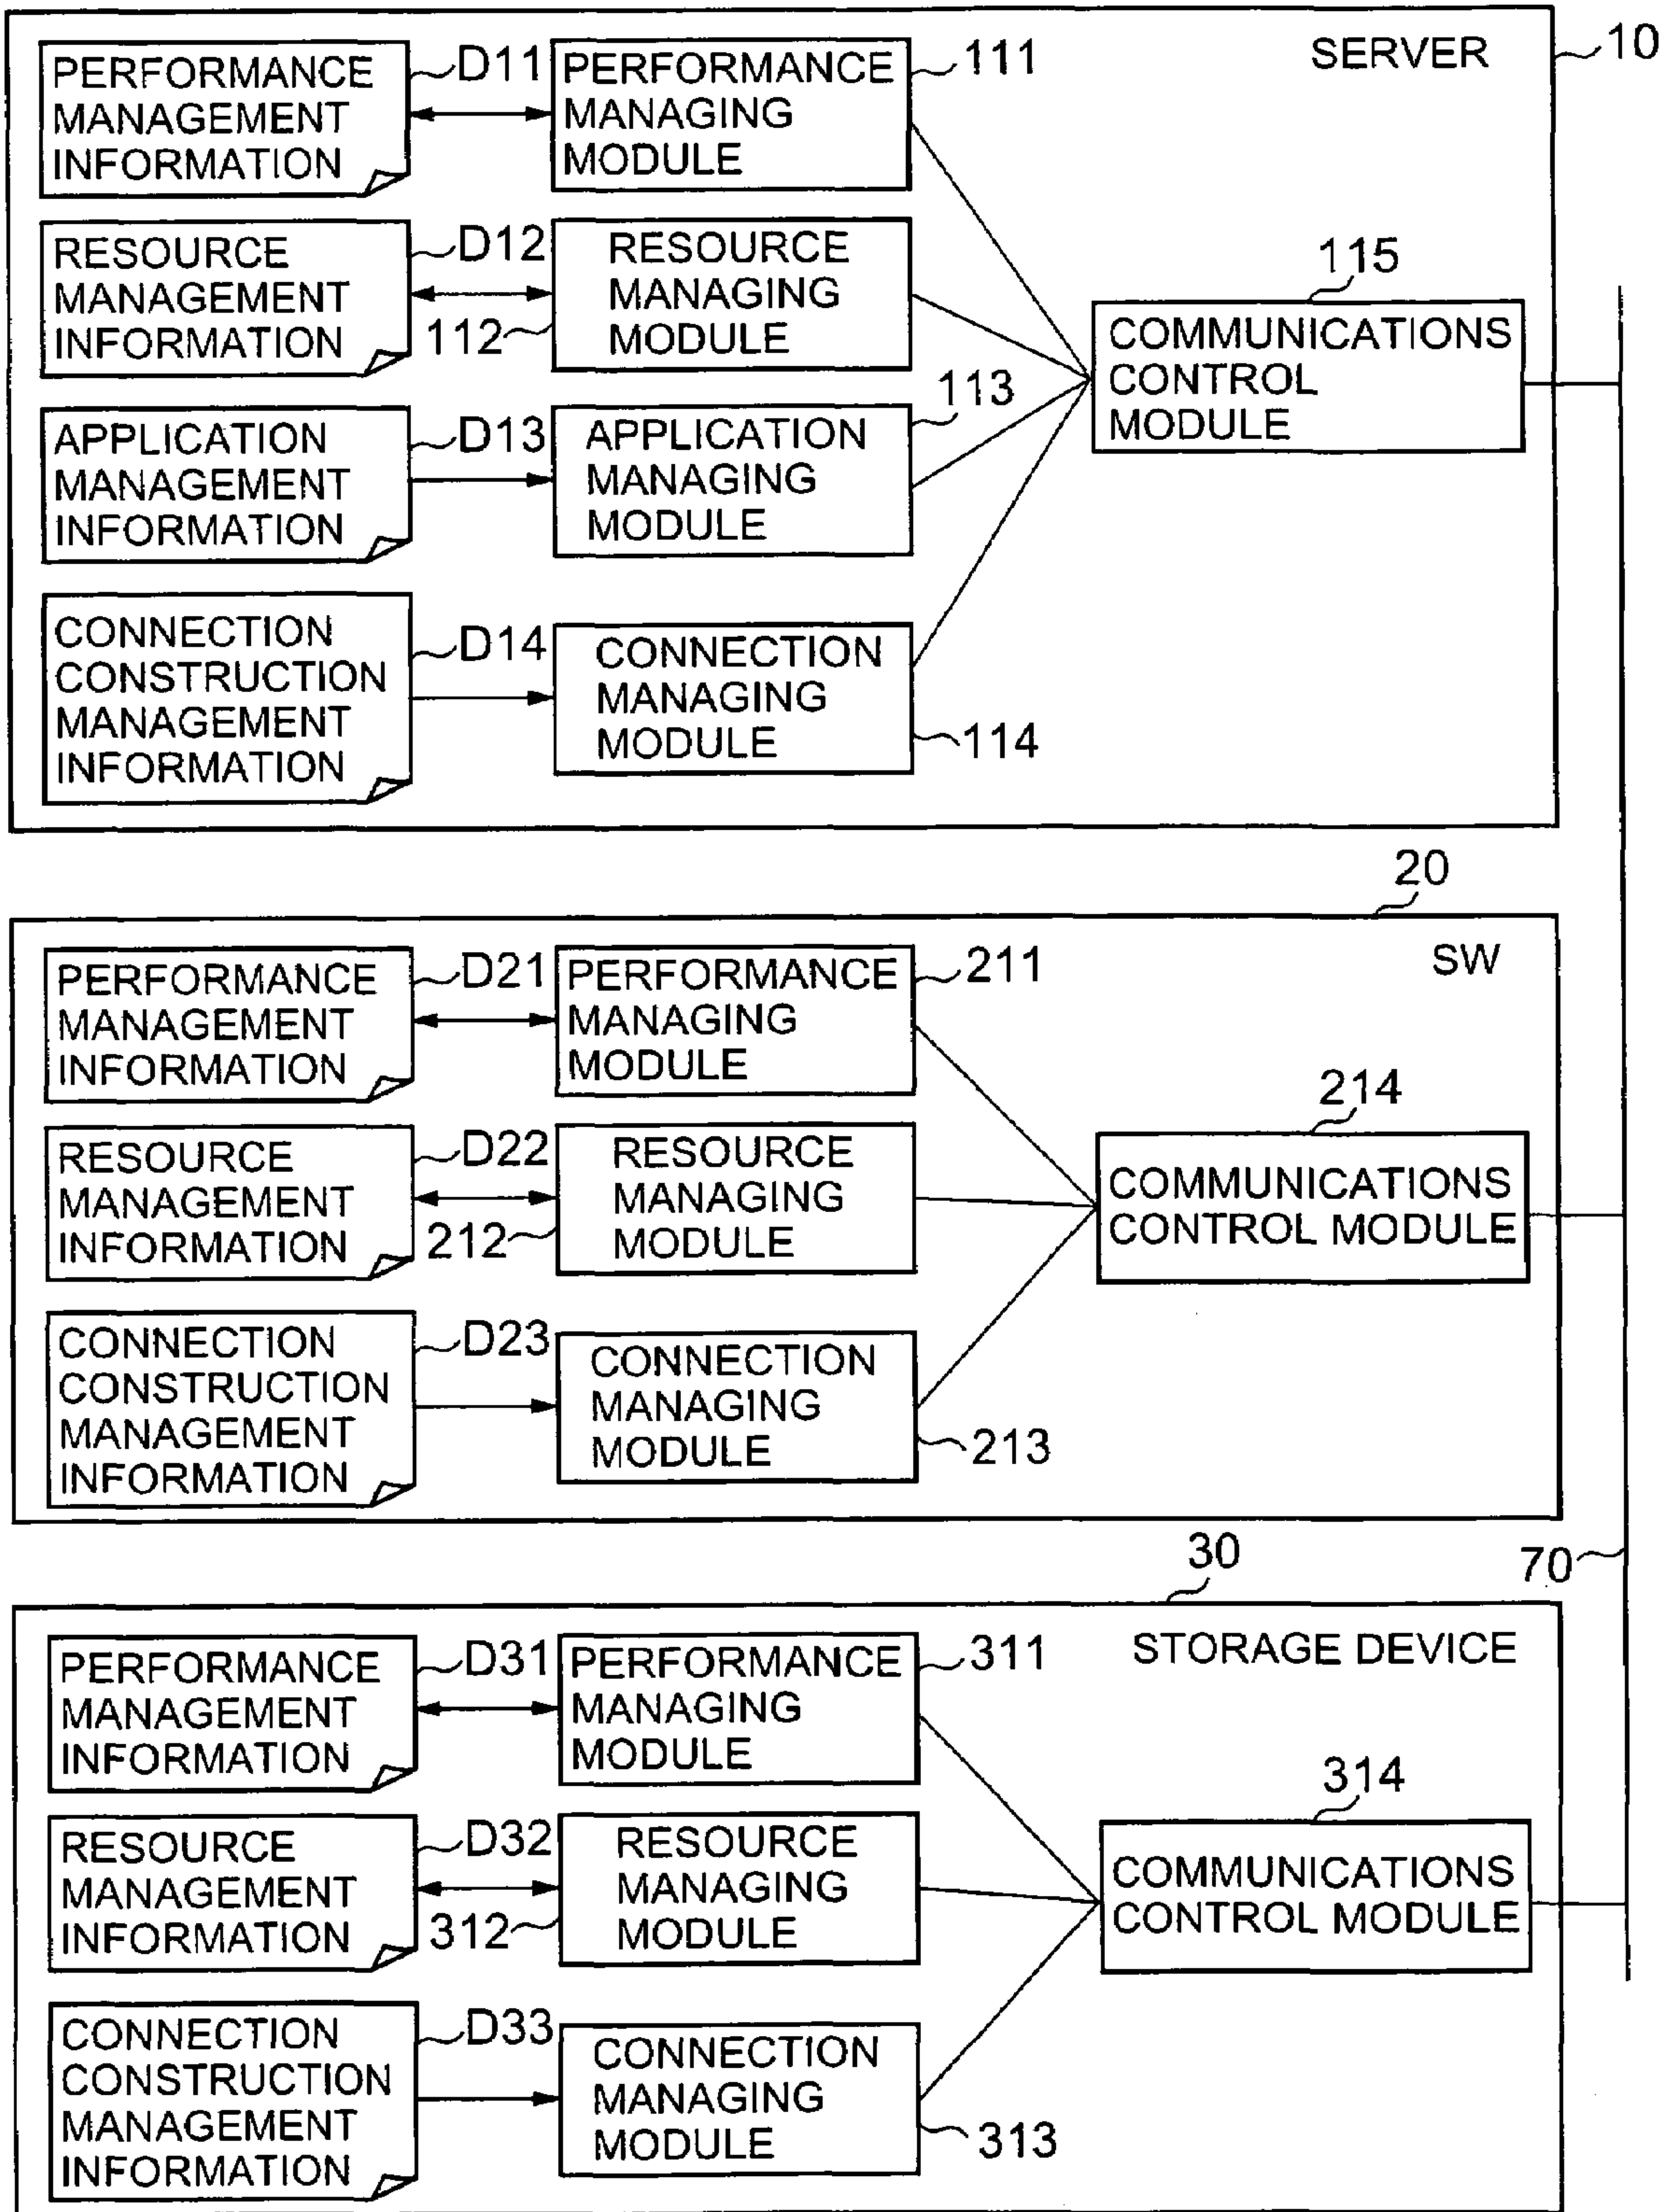 SERVER
10
PERFORMANCE
MANAGEMENT
INFORMATION
D11
PERFORMANCE
MANAGING
MODULE
111
RESOURCE
MANAGEMENT
INFORMATION
D12
112
RESOURCE
MANAGING
MODULE
115
COMMUNICATIONS
CONTROL
MODULE
APPLICATION
MANAGEMENT
INFORMATION
D13
APPLICATION
MANAGING
MODULE
113
CONNECTION
CONSTRUCTION
MANAGEMENT
INFORMATION
D14
CONNECTION
MANAGING
MODULE
114
20
SW
PERFORMANCE
MANAGEMENT
INFORMATION
D21
PERFORMANCE
MANAGING
MODULE
211
RESOURCE
MANAGEMENT
INFORMATION
D22
212
RESOURCE
MANAGING
MODULE
214
COMMUNICATIONS
CONTROL MODULE
CONNECTION
CONSTRUCTION
MANAGEMENT
INFORMATION
D23
CONNECTION
MANAGING
MODULE
213
70
30
STORAGE DEVICE
PERFORMANCE
MANAGEMENT
INFORMATION
D31
PERFORMANCE
MANAGING
MODULE
311
RESOURCE
MANAGEMENT
INFORMATION
D32
312
RESOURCE
MANAGING
MODULE
314
COMMUNICATIONS
CONTROL MODULE
CONNECTION
CONSTRUCTION
MANAGEMENT
INFORMATION
D33
CONNECTION
MANAGING
MODULE
313